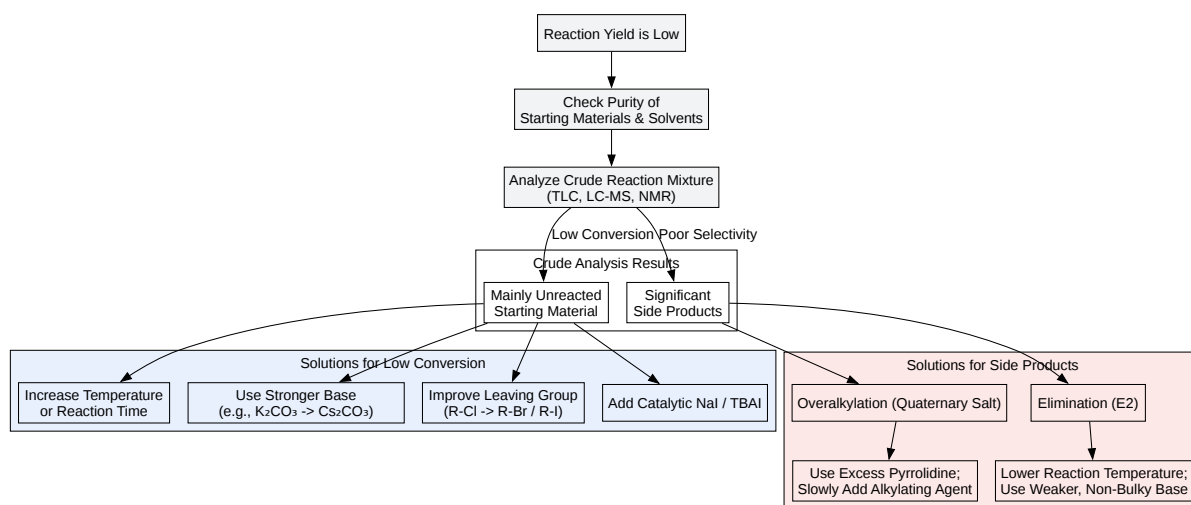 Reaction Yield is Low
Check Purity of
Starting Materials & Solvents
Analyze Crude Reaction Mixture
(TLC, LC-MS, NMR)
Low Conversion
Poor Selectivity
Crude Analysis Results
Mainly Unreacted
Starting Material
Significant
Side Products
Solutions for Low Conversion
Increase Temperature
or Reaction Time
Use Stronger Base
(e.g., K₂CO₃ -> Cs₂CO₃)
Improve Leaving Group
(R-Cl -> R-Br / R-I)
Add Catalytic NaI / TBAI
Solutions for Side Products
Overalkylation (Quaternary Salt)
Elimination (E2)
Use Excess Pyrrolidine;
Slowly Add Alkylating Agent
Lower Reaction Temperature;
Use Weaker, Non-Bulky Base